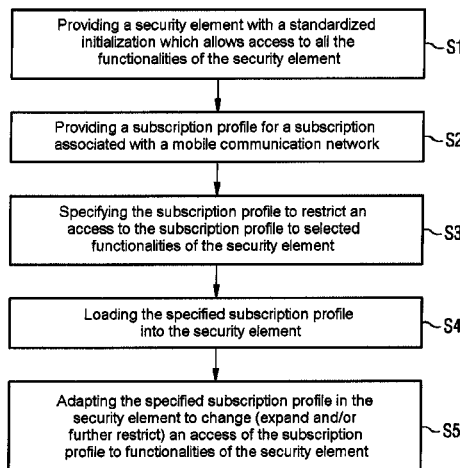 Providing a security element with a standardized
initialization which allows access to all the
functionalities of the security element
S1
Providing a subscription profile for a subscription
associated with a mobile communication network
S2
Specifying the subscription profile to restrict an
access to the subscription profile to selected
functionalities of the security element
S3
Loading the specified subscription profile
into the security element
S4
Adapting the specified subscription profile in the
security element to change (expand and/or
further restrict) an access of the subscription
profile to functionalities of the security element
S5